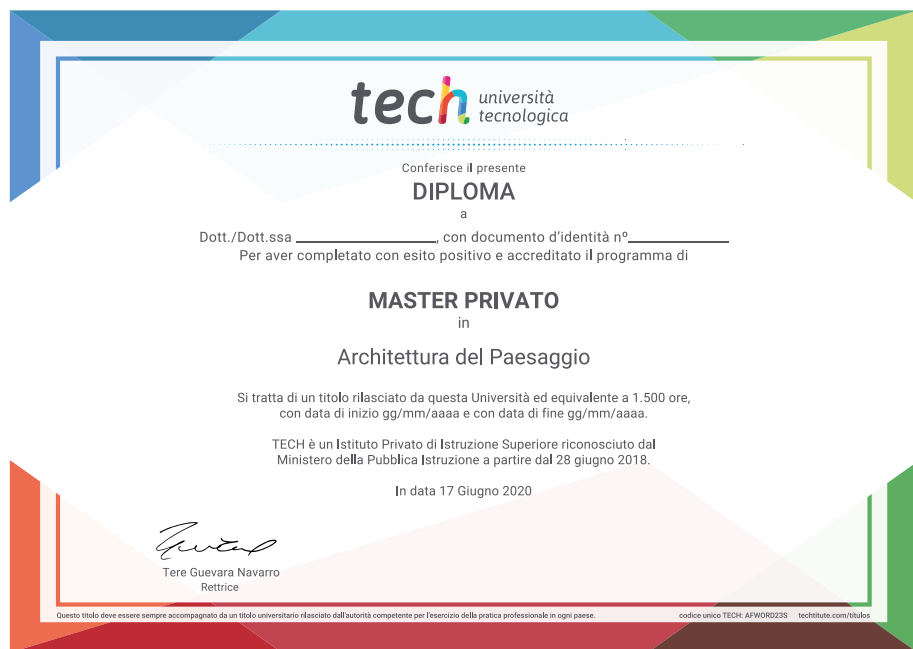 tech università
tecnologica
Conferisce il presente
DIPLOMA
a
Dott./Dott.ssa ________________, con documento d'identità nº____________
Per aver completato con esito positivo e accreditato il programma di
MASTER PRIVATO
in
Architettura del Paesaggio
Si tratta di un titolo rilasciato da questa Università ed equivalente a 1.500 ore,
con data di inizio gg/mm/aaaa e con data di fine gg/mm/aaaa.
TECH è un Istituto Privato di Istruzione Superiore riconosciuto dal
Ministero della Pubblica Istruzione a partire dal 28 giugno 2018.
In data 17 Giugno 2020
Tere Guevara Navarro
Rettrice
Questo titolo deve essere sempre accompagnato da un titolo universitario rilasciato dall'autorità competente per l'esercizio della pratica professionale in ogni paese. codice unico TECH: AFWORD23S techtitute.com/titulos